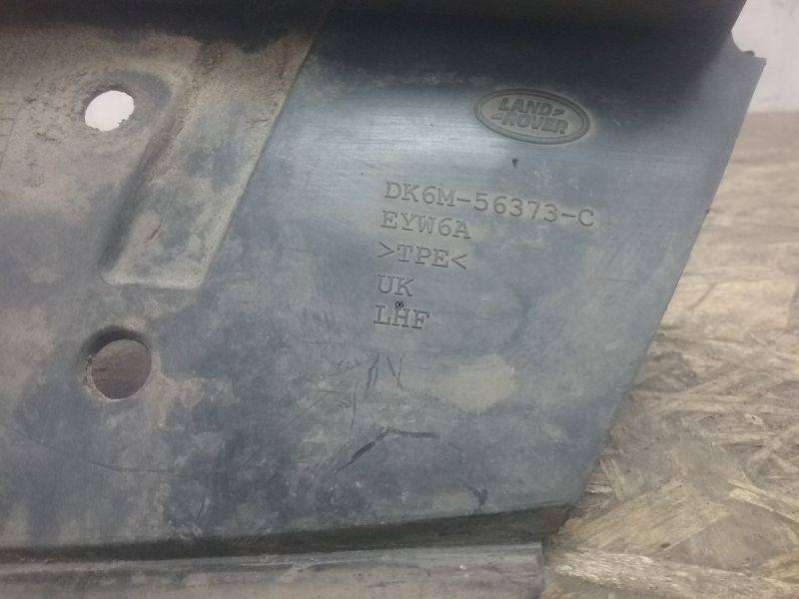 LAND-
-ROVER
DK6M-56373-C
EYW6A
>TPE<
UK
LHF